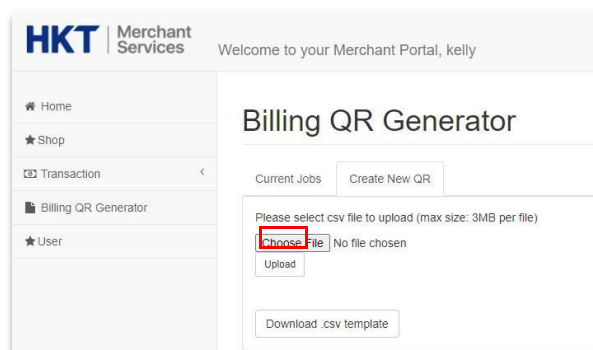 HKT Merchant
Services
Welcome to your Merchant Portal, kelly
Home
Shop
Transaction
Billing QR Generator
User
Billing QR Generator
Current Jobs
Create New QR
Please select csv file to upload (max size: 3MB per file)
Choose File No file chosen
Upload
Download .csv template